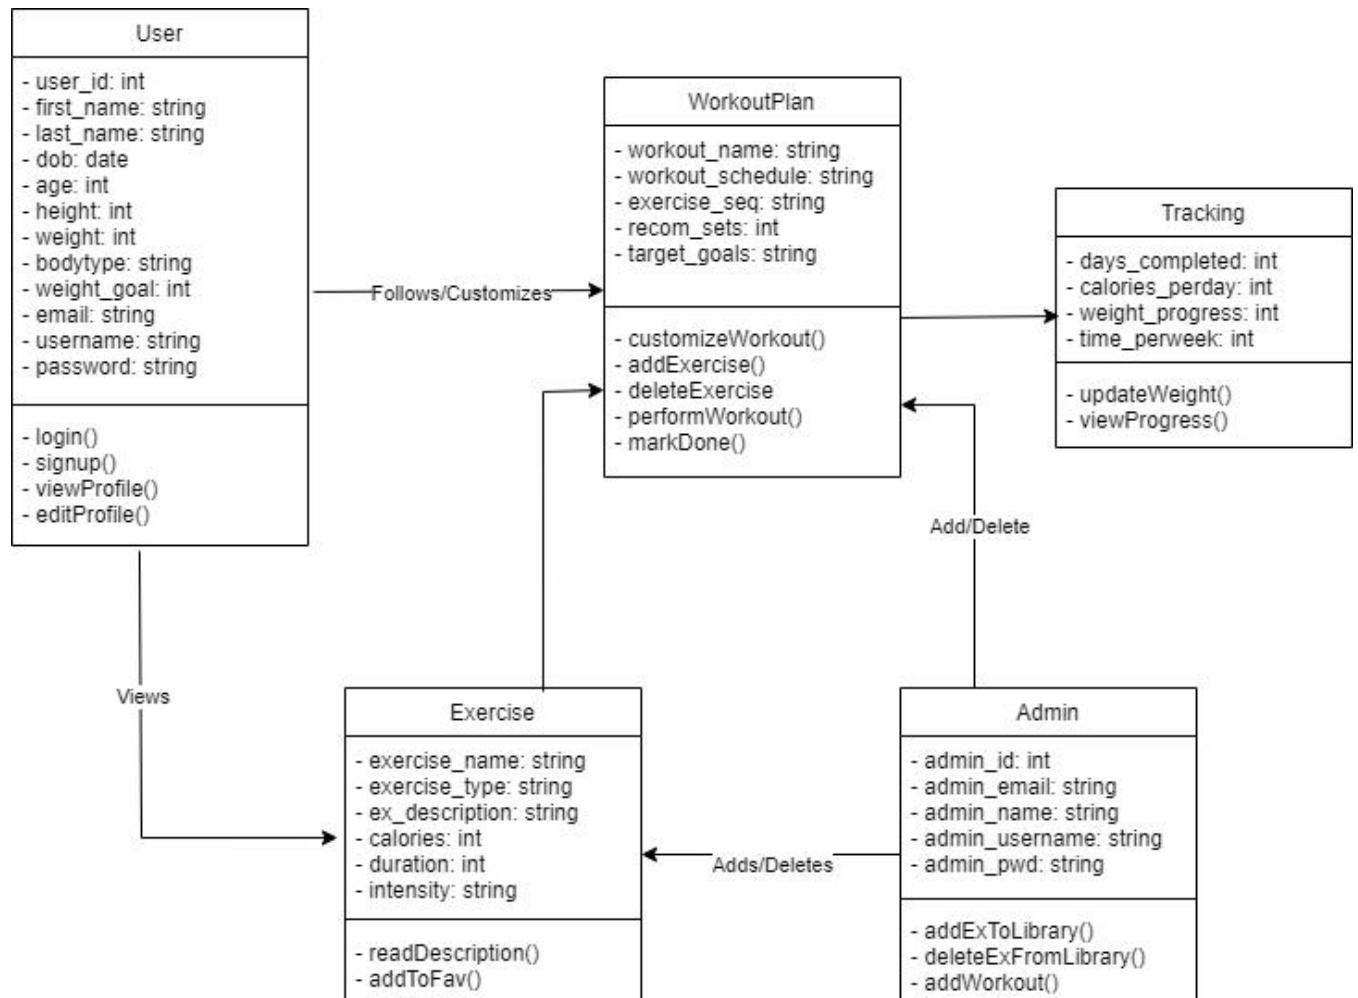 User
- user_id: int
- first_name: string
- last_name: string
- dob: date
- age: int
- height: int
- weight: int
- bodytype: string
- weight_goal: int
- email: string
- username: string
- password: string
- login()
- signup()
- viewProfile()
- editProfile()
Follows/Customizes
WorkoutPlan
- workout_name: string
- workout_schedule: string
- exercise_seq: string
- recom_sets: int
- target_goals: string
- customizeWorkout()
- addExercise()
- deleteExercise
- performWorkout()
- markDone()
Tracking
- days_completed: int
- calories_perday: int
- weight_progress: int
- time_perweek: int
- updateWeight()
- viewProgress()
Add/Delete
Views
Exercise
- exercise_name: string
- exercise_type: string
- ex_description: string
- calories: int
- duration: int
- intensity: string
- readDescription()
- addToFav()
Adds/Deletes
Admin
- admin_id: int
- admin_email: string
- admin_name: string
- admin_username: string
- admin_pwd: string
- addExToLibrary()
- deleteExFromLibrary()
- addWorkout()